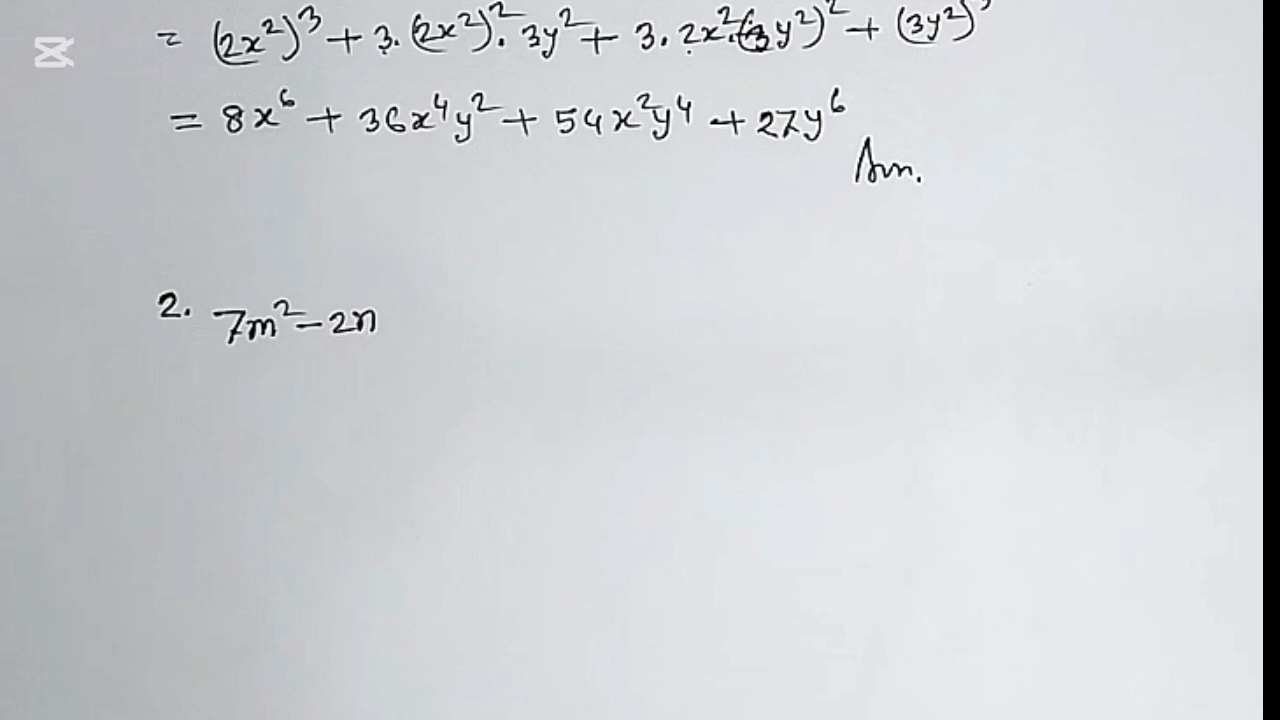 = (2x²)³ + 3.(2x²)². 3y² + 3. 2x².(3y²)² + (3y²)³
= 8x⁶ + 36x⁴y² + 54x²y⁴ + 27y⁶
Ans.
2. 7m² - 2n